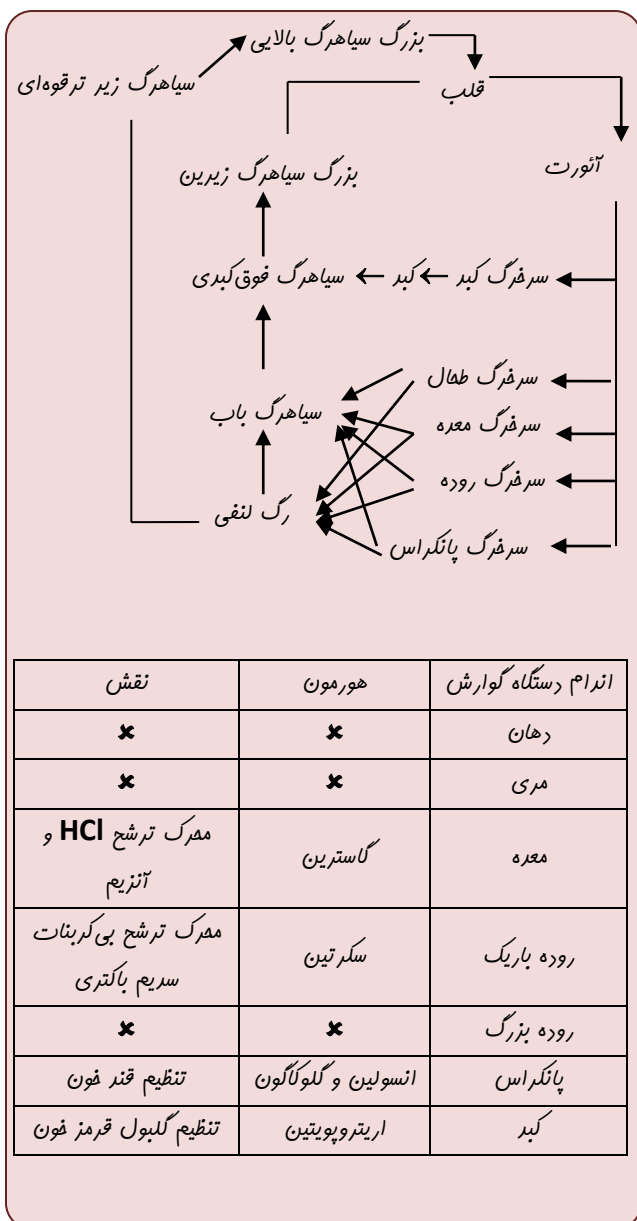 بزرگ سیاهرگ بالایی
سیاهرگ زیر ترقوه‌ای
قلب
آئورت
بزرگ سیاهرگ زیرین
سرخرگ کبد ← کبد ← سیاهرگ فوق کبدی
سرخرگ طحال
سرخرگ معده
سیاهرگ باب
سرخرگ روده
رگ لنفی
سرخرگ پانکراس
اندام دستگاه گوارش هورمون نقش
دهان × ×
مری × ×
معده گاسترین محرک ترشح HCl و
آنزیم
روده باریک سکرتین محرک ترشح بی‌کربنات
سریم باکتری
روده بزرگ × ×
پانکراس انسولین و گلوکاگون تنظیم قند خون
کبد اریتروپویتین تنظیم گلبول قرمز خون